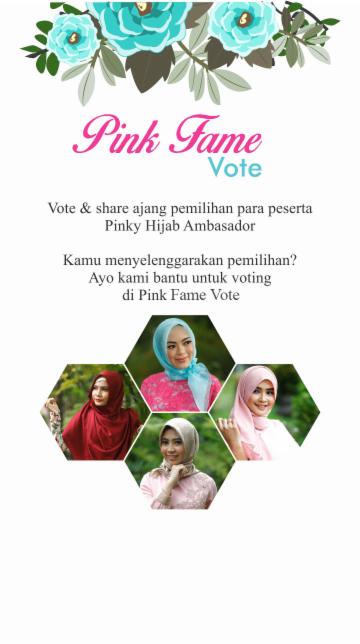 Pink Fame
Vote
Vote & share ajang pemilihan para peserta
Pinky Hijab Ambasador
Kamu menyelenggarakan pemilihan?
Ayo kami bantu untuk voting
di Pink Fame Vote